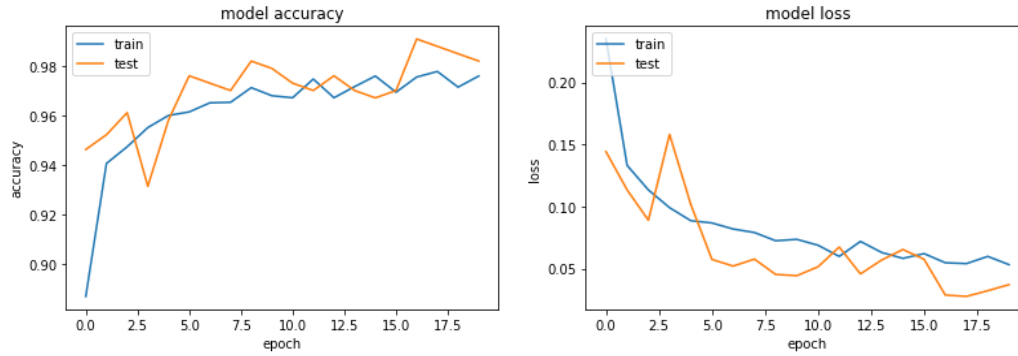 model accuracy
train
test
0.98
0.96
0.94
0.92
0.90
accuracy
0.0 2.5 5.0 7.5 10.0 12.5 15.0 17.5
epoch
model loss
train
test
0.20
0.15
0.10
0.05
loss
0.0 2.5 5.0 7.5 10.0 12.5 15.0 17.5
epoch